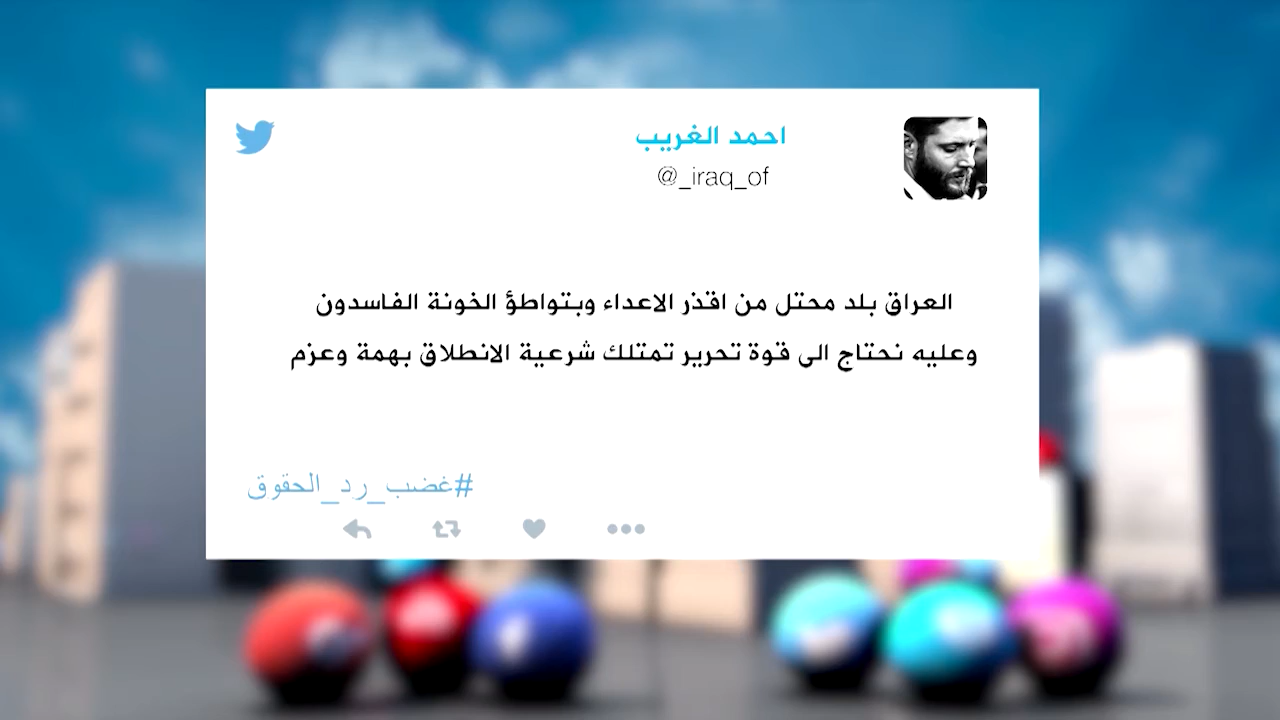 احمد الغريب
@_iraq_of
العراق بلد محتل من اقذر الاعداء وبتواطؤ الخونة الفاسدون
وعليه نحتاج الى قوة تحرير تمتلك شرعية الانطلاق بهمة وعزم
#غضب_رد_الحقوق